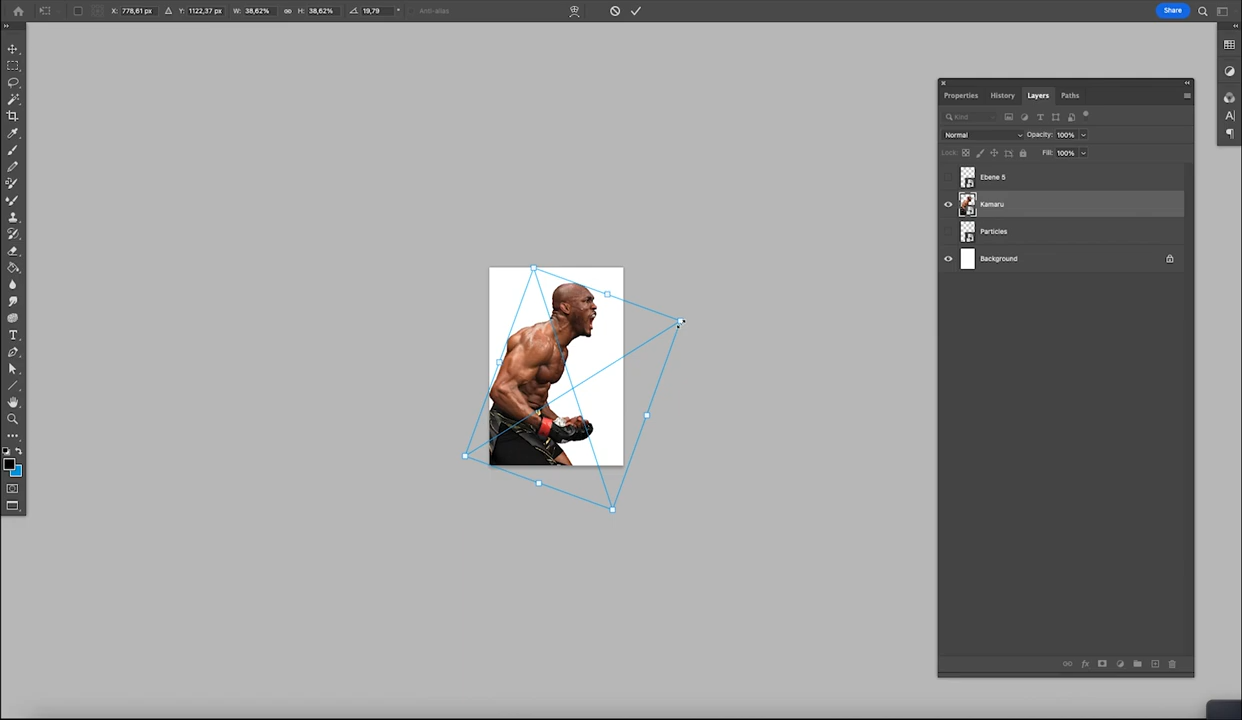 X: 778,61 px Y: 1122,37 px W: 38,62% H: 38,62% 19,79 ° Anti-alias Share
Properties History Layers Paths
Kind
Normal Opacity: 100%
Lock: Fill: 100%
Ebene 5
Kamaru
Particles
Background